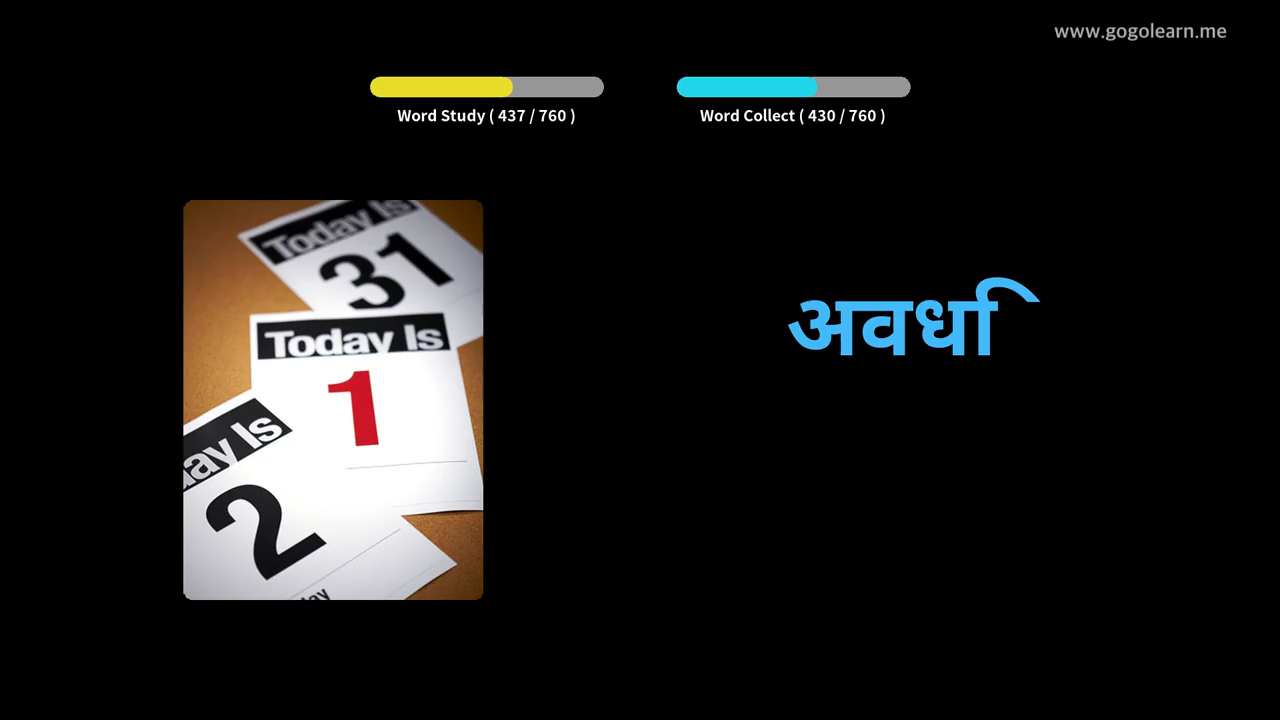 www.gogolearn.me
Word Study ( 437 / 760 )
Word Collect ( 430 / 760 )
Today Is
31
Today Is
1
ay Is
2
अवधि